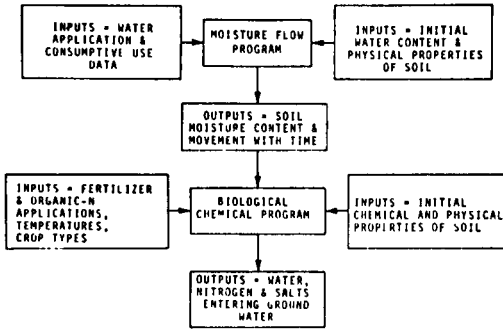 INPUTS = WATER
APPLICATION &
CONSUMPTIVE USE
DATA
MOISTURE FLOW
PROGRAM
INPUTS = INITIAL
WATER CONTENT &
PHYSICAL PROPERTIES
OF SOIL
OUTPUTS = SOIL
MOISTURE CONTENT &
MOVEMENT WITH TIME
INPUTS = FERTILIZER
& ORGANIC-N
APPLICATIONS,
TEMPERATURES,
CROP TYPES
BIOLOGICAL
CHEMICAL PROGRAM
INPUTS = INITIAL
CHEMICAL AND PHYSICAL
PROPERTIES OF SOIL
OUTPUTS = WATER,
NITROGEN & SALTS
ENTERING GROUND
WATER